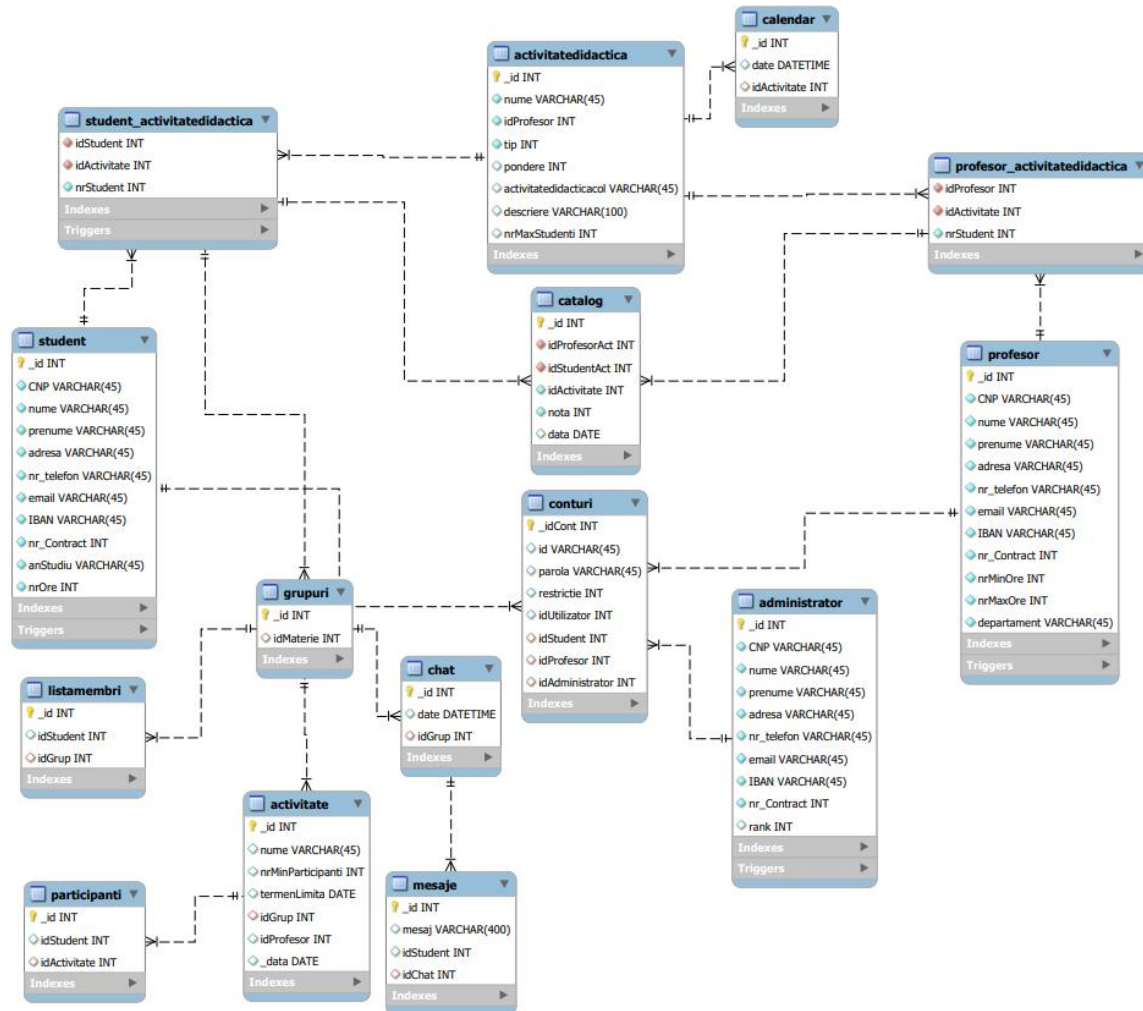 calendar
_id INT
date DATETIME
idActivitate INT
Indexes
activitatedidactica
_id INT
nume VARCHAR(45)
idProfesor INT
tip INT
pondere INT
activitatedidacticacol VARCHAR(45)
descriere VARCHAR(100)
nrMaxStudenti INT
Indexes
student_activitatedidactica
idStudent INT
idActivitate INT
nrStudent INT
Indexes
Triggers
profesor_activitatedidactica
idProfesor INT
idActivitate INT
nrStudent INT
Indexes
catalog
_id INT
idProfesorAct INT
idStudentAct INT
idActivitate INT
nota INT
data DATE
Indexes
student
_id INT
CNP VARCHAR(45)
nume VARCHAR(45)
prenume VARCHAR(45)
adresa VARCHAR(45)
nr_telefon VARCHAR(45)
email VARCHAR(45)
IBAN VARCHAR(45)
nr_Contract INT
anStudiu VARCHAR(45)
nrOre INT
Indexes
Triggers
profesor
_id INT
CNP VARCHAR(45)
nume VARCHAR(45)
prenume VARCHAR(45)
adresa VARCHAR(45)
nr_telefon VARCHAR(45)
email VARCHAR(45)
IBAN VARCHAR(45)
nr_Contract INT
nrMinOre INT
nrMaxOre INT
departament VARCHAR(45)
Indexes
Triggers
conturi
_idCont INT
id VARCHAR(45)
parola VARCHAR(45)
restrictie INT
idUtilizator INT
idStudent INT
idProfesor INT
idAdministrator INT
Indexes
grupuri
_id INT
idMaterie INT
Indexes
administrator
_id INT
CNP VARCHAR(45)
nume VARCHAR(45)
prenume VARCHAR(45)
adresa VARCHAR(45)
nr_telefon VARCHAR(45)
email VARCHAR(45)
IBAN VARCHAR(45)
nr_Contract INT
rank INT
Indexes
Triggers
chat
_id INT
date DATETIME
idGrup INT
Indexes
listamembri
_id INT
idStudent INT
idGrup INT
Indexes
activitate
_id INT
nume VARCHAR(45)
nrMinParticipanti INT
termenLimita DATE
idGrup INT
idProfesor INT
_data DATE
Indexes
mesaje
_id INT
mesaj VARCHAR(400)
idStudent INT
idChat INT
Indexes
participanti
_id INT
idStudent INT
idActivitate INT
Indexes